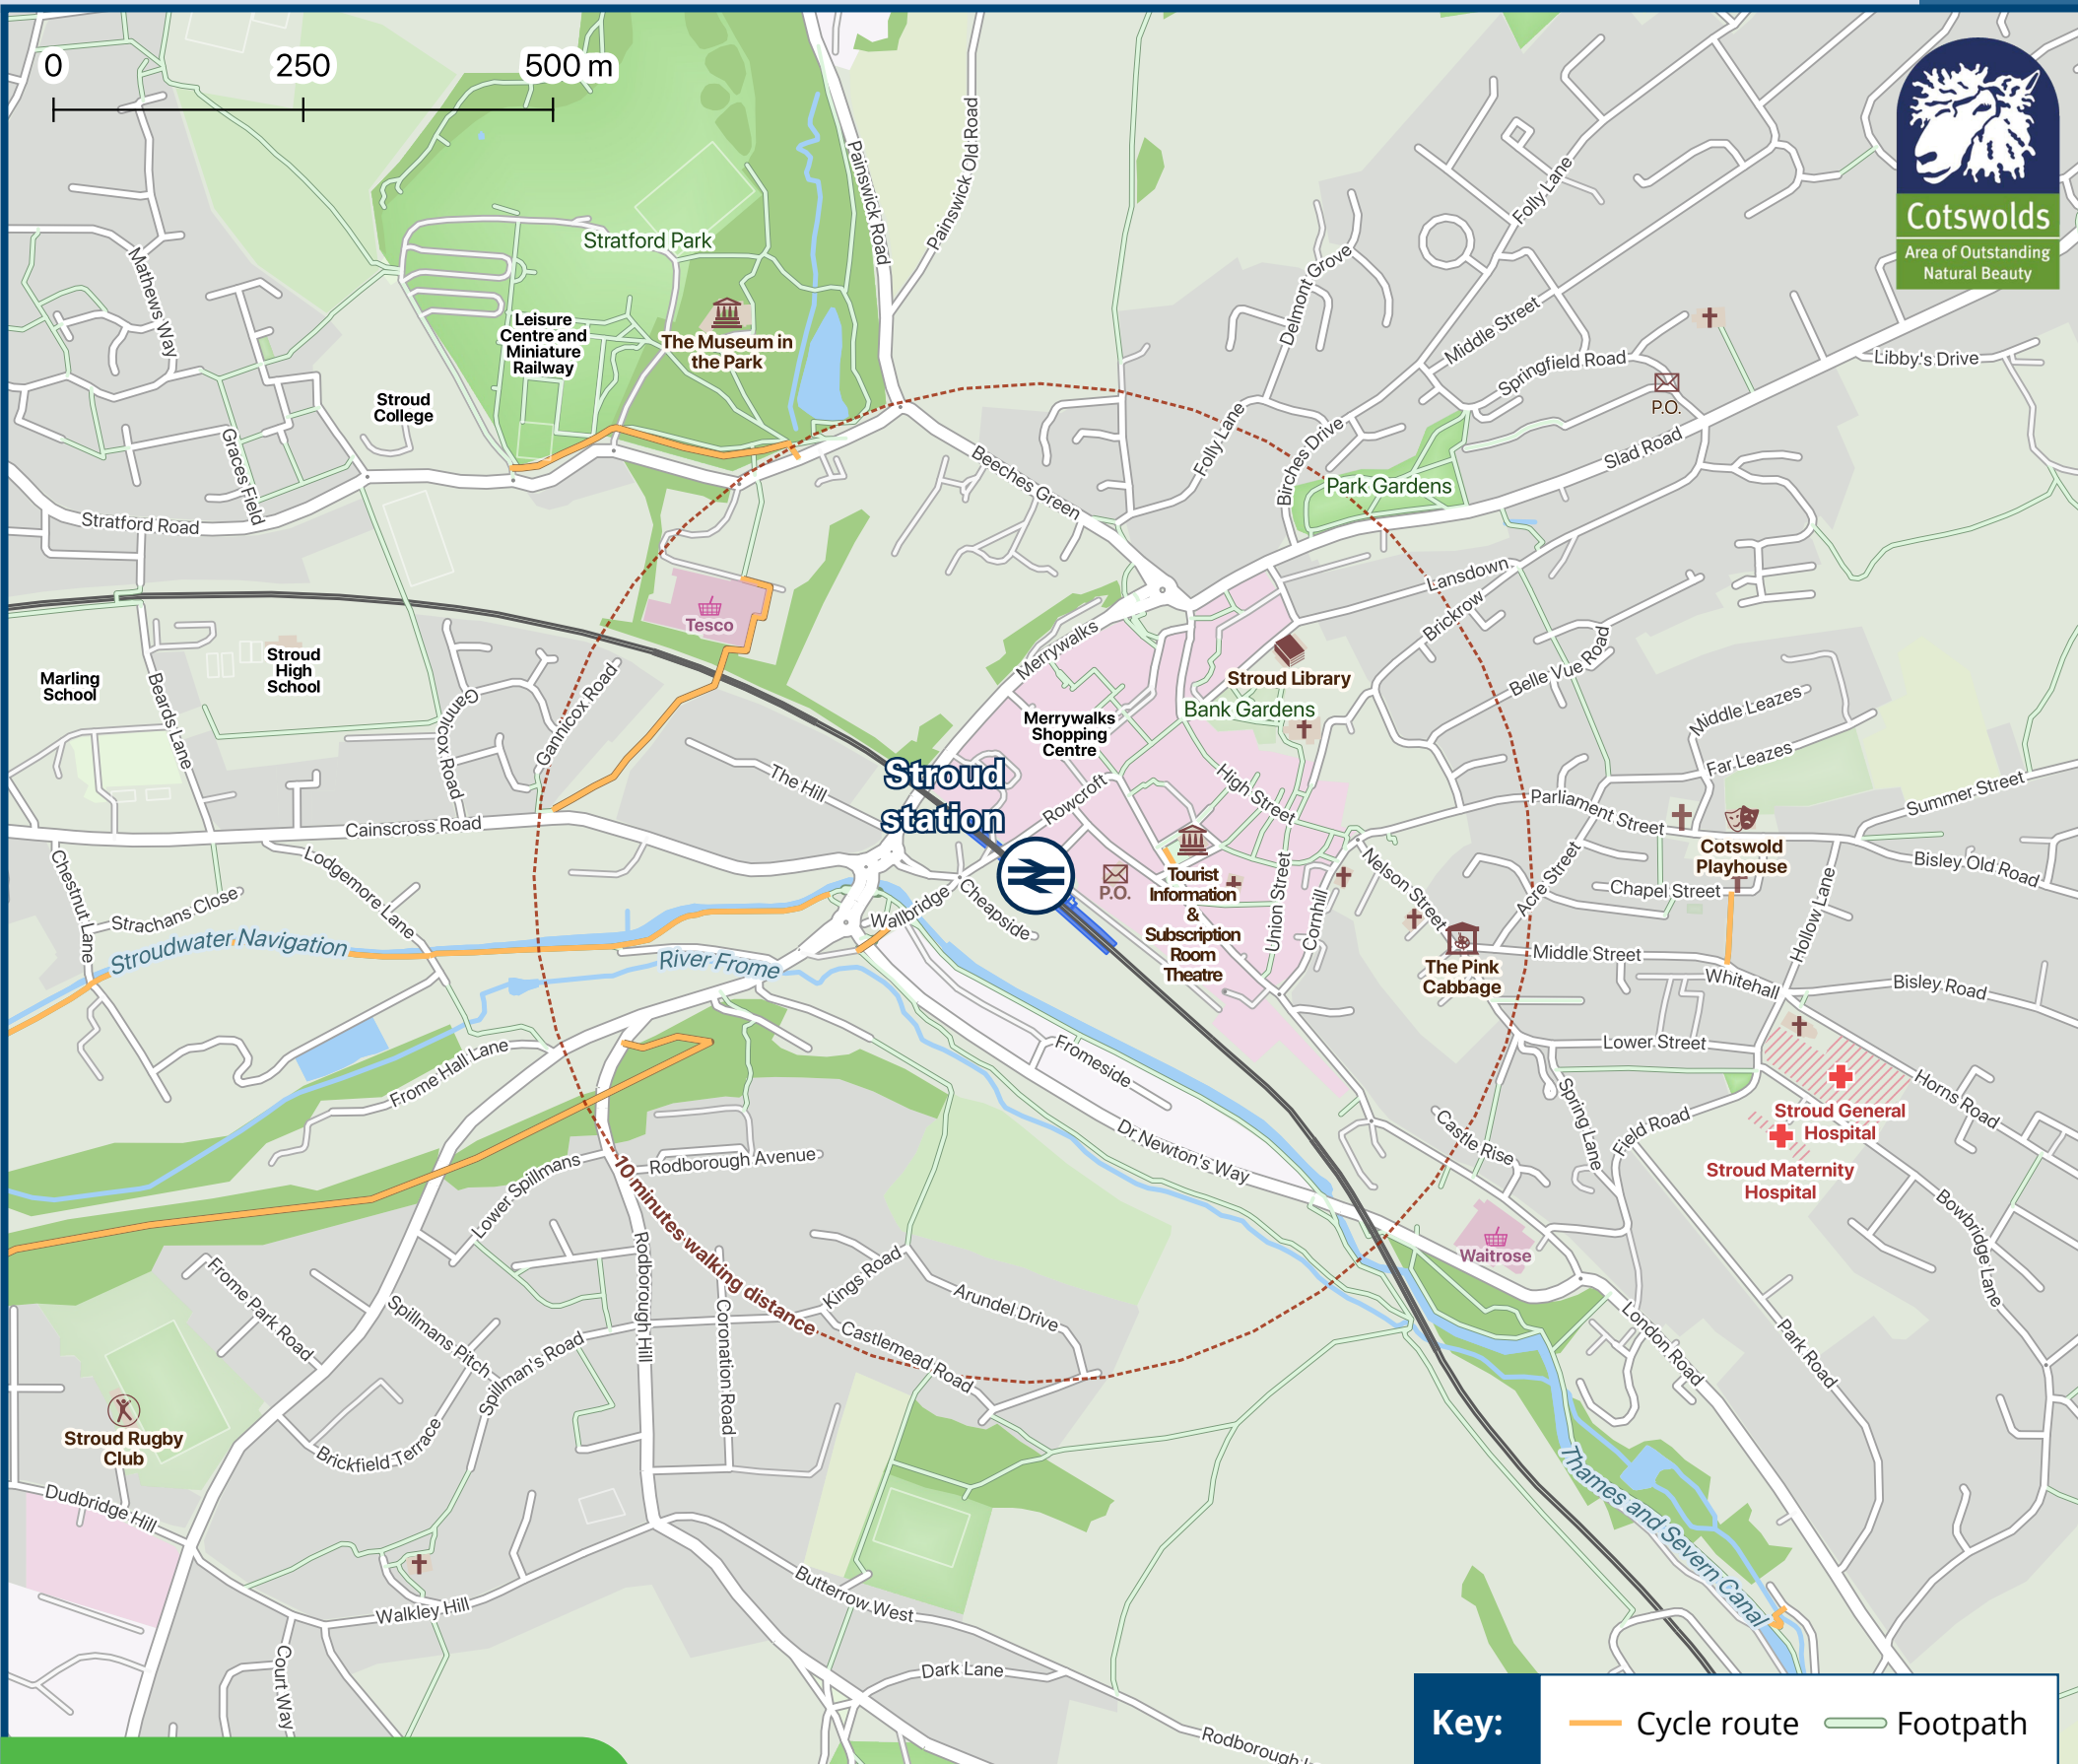 0 250 500 m
Cotswolds
Area of Outstanding
Natural Beauty
Painswick Road
Painswick Old Road
Folly Lane
Stratford Park
Mathews Way
Delmont Grove
Leisure
Centre and
Miniature
Railway
The Museum in
the Park
Middle Street
Springfield Road
Libby's Drive
P.O.
Stroud
College
Graces Field
Folly Lane
Birches Drive
Beeches Green
Slad Road
Park Gardens
Stratford Road
Lansdown
Brickrow
Tesco
Merrywalks
Belle Vue Road
Stroud Library
Bank Gardens
Stroud
High
School
Marling
School
Beards Lane
Gannicox Road
Gannicox Road
Merrywalks
Shopping
Centre
Middle Leazes
Far Leazes
Stroud
station
The Hill
Rowcroft
High Street
Parliament Street
Summer Street
Cainscross Road
Cotswold
Playhouse
Lodgemore Lane
Chestnut Lane
Strachans Close
Stroudwater Navigation
River Frome
Wallbridge
Cheapside
P.O.
Tourist
Information
&
Subscription
Room
Theatre
Union Street
Cornhill
Nelson Street
Acre Street
Chapel Street
Bisley Old Road
Hollow Lane
The Pink
Cabbage
Middle Street
Whitehall
Bisley Road
Lower Street
Frome Hall Lane
Fromeside
Dr Newton's Way
Castle Rise
Spring Lane
Field Road
Stroud General
Hospital
Horns Road
Stroud Maternity
Hospital
Bowbridge Lane
Rodborough Avenue
Lower Spillmans
10 minutes walking distance
Waitrose
Frome Park Road
Rodborough Hill
Kings Road
Arundel Drive
Spillmans Pitch
Spillman's Road
Coronation Road
Castlemead Road
London Road
Park Road
Stroud Rugby
Club
Brickfield Terrace
Dudbridge Hill
Thames and Severn Canal
Walkley Hill
Butterrow West
Court Way
Dark Lane
Key: Cycle route Footpath